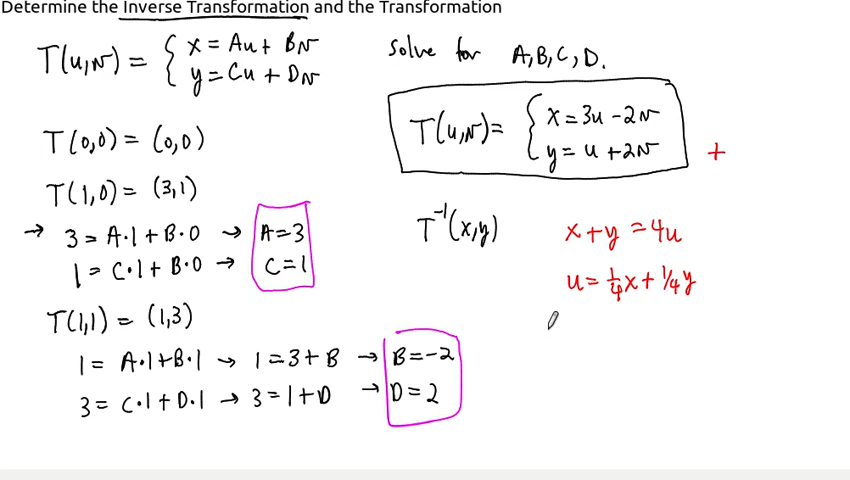 Determine the Inverse Transformation and the Transformation
T(u,v) = { x = Au + Bv
y = Cu + Dv
T(0,0) = (0,0)
T(1,0) = (3,1)
→ 3 = A·1 + B·0 → A=3
1 = C·1 + B·0 → C=1
T(1,1) = (1,3)
1 = A·1+B·1 → 1 = 3 + B → B = -2
3 = C·1 + D·1 → 3 = 1 + D → D = 2
Solve for A, B, C, D.
T(u,v) = { x = 3u - 2v
y = u + 2v
+
T⁻¹(x,y)
x + y = 4u
u = 1/4 x + 1/4 y